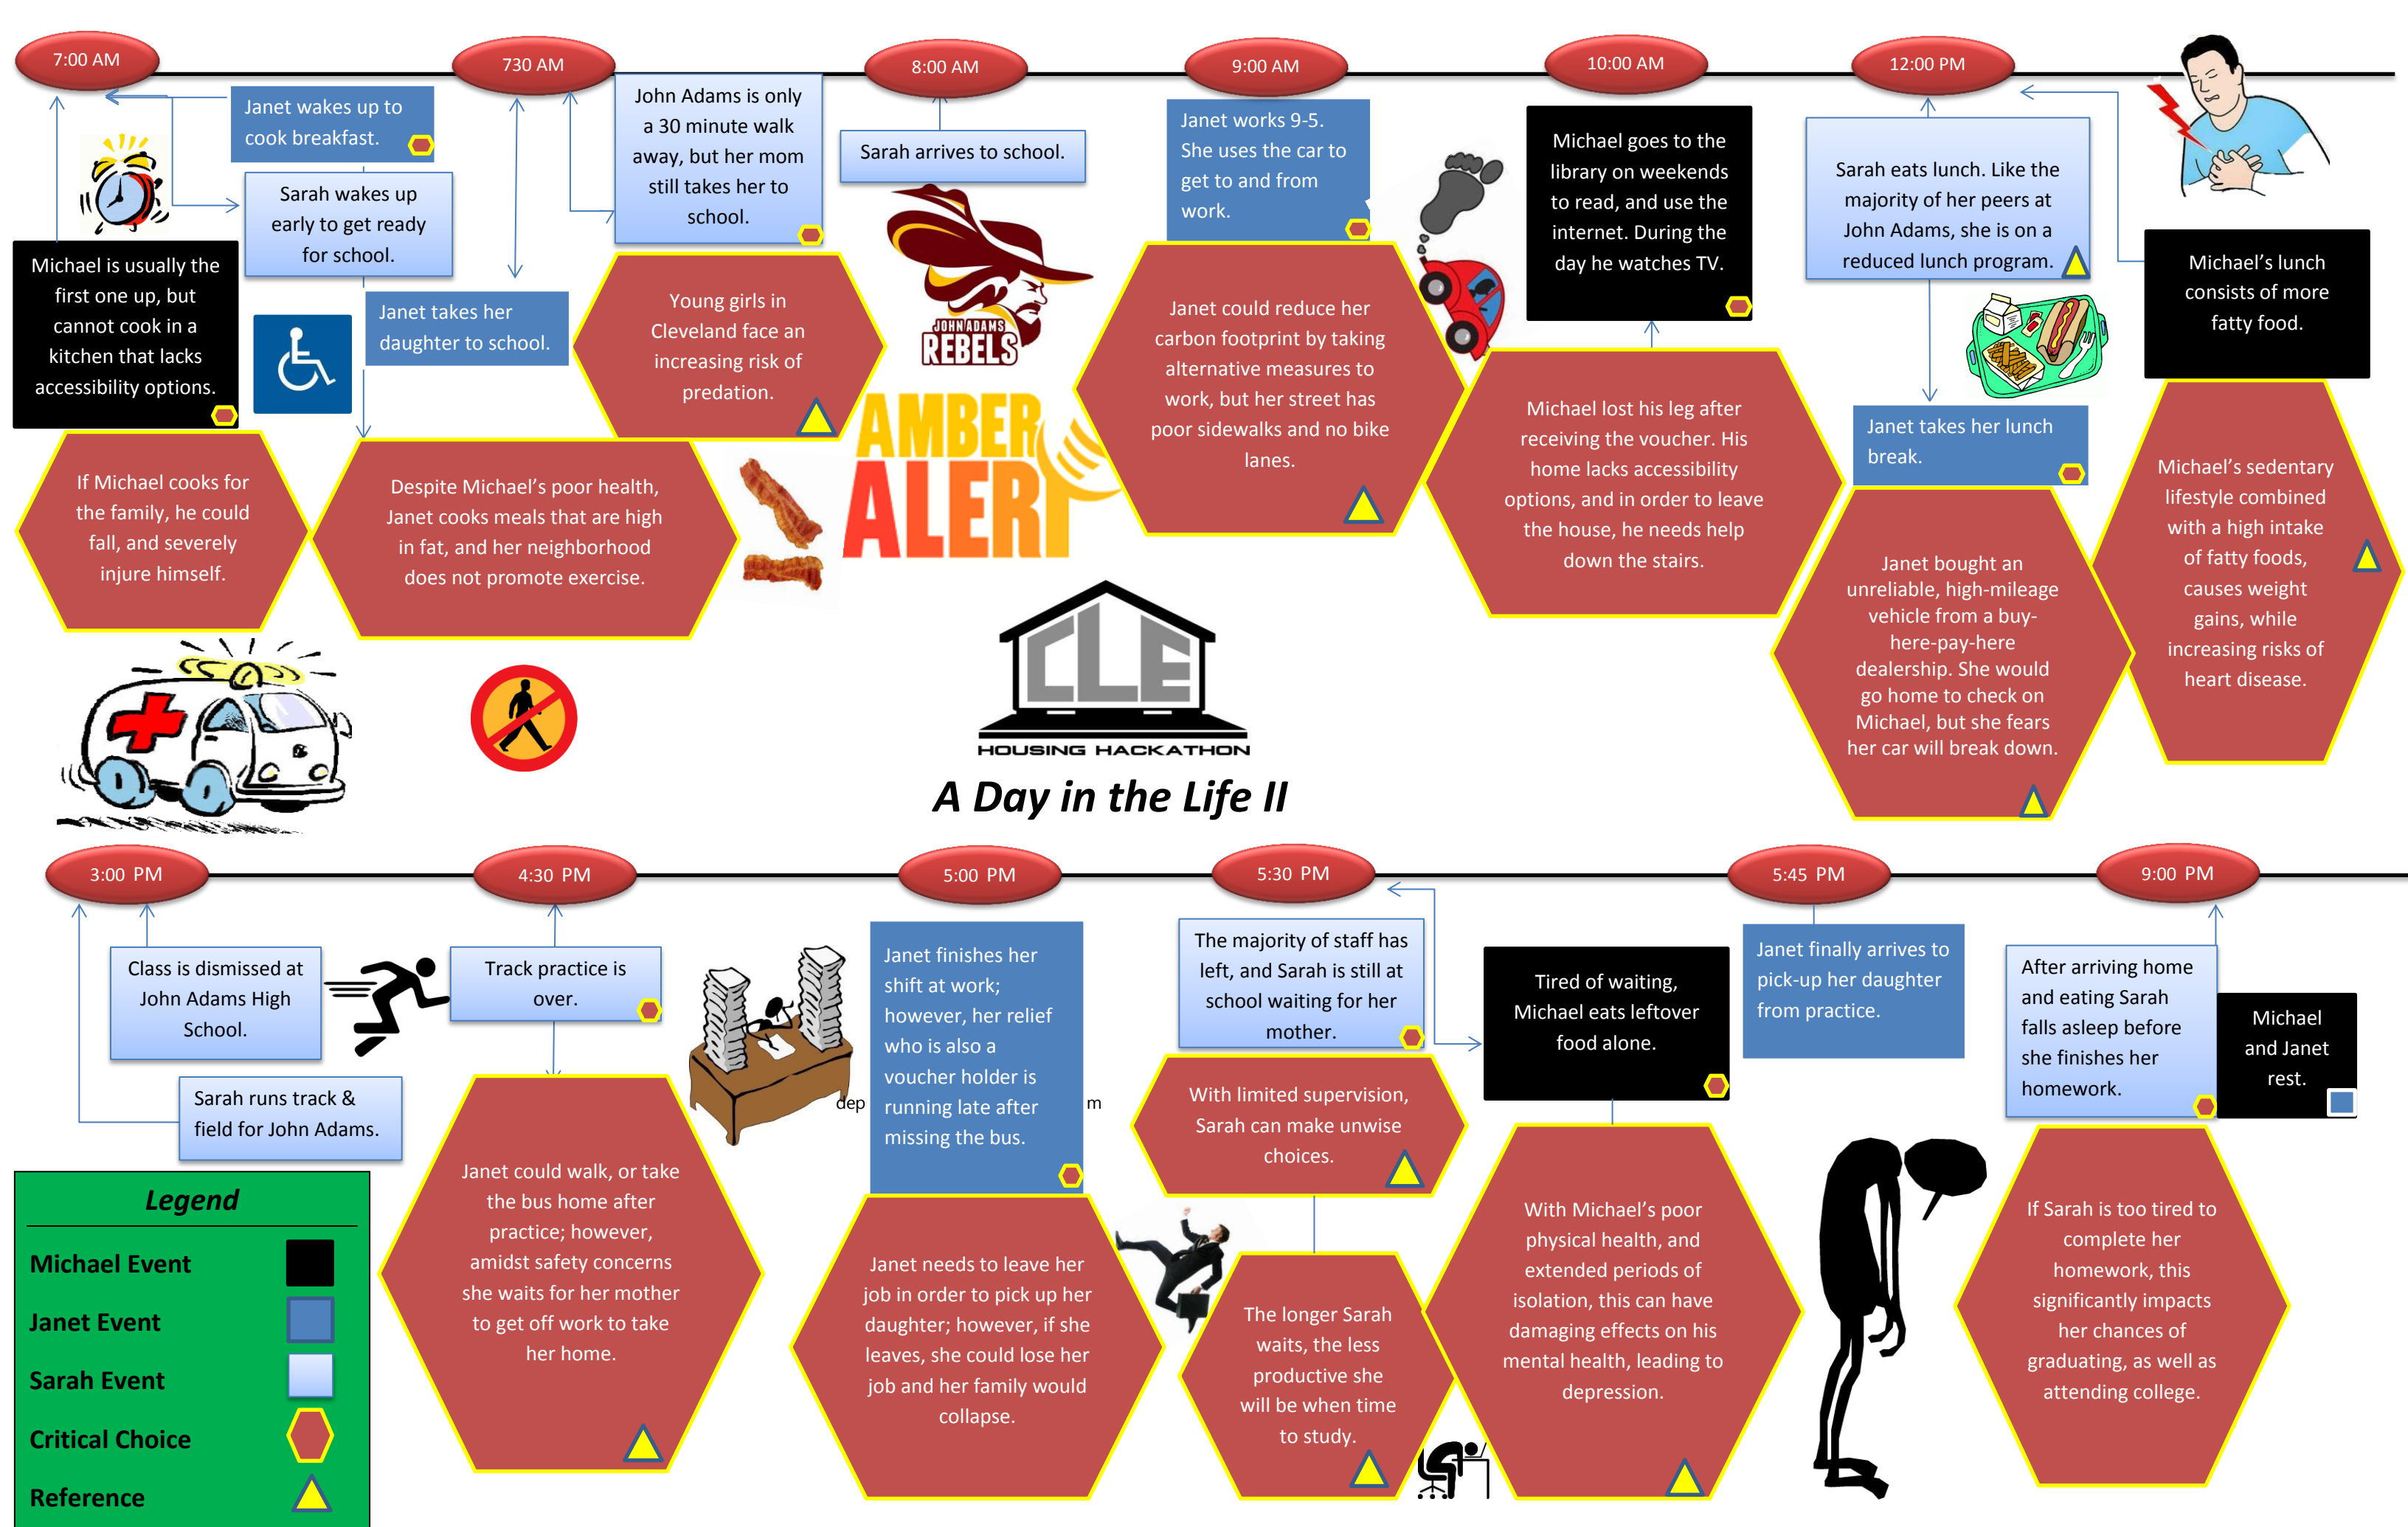 7:00 AM
730 AM
8:00 AM
9:00 AM
10:00 AM
12:00 PM
Janet wakes up to
cook breakfast.
Sarah wakes up
early to get ready
for school.
Michael is usually the
first one up, but
cannot cook in a
kitchen that lacks
accessibility options.
If Michael cooks for
the family, he could
fall, and severely
injure himself.
Janet takes her
daughter to school.
Despite Michael's poor health,
Janet cooks meals that are high
in fat, and her neighborhood
does not promote exercise.
John Adams is only
a 30 minute walk
away, but her mom
still takes her to
school.
Young girls in
Cleveland face an
increasing risk of
predation.
Sarah arrives to school.
JOHN ADAMS
REBELS
AMBER
ALERT
Janet works 9-5.
She uses the car to
get to and from
work.
Janet could reduce her
carbon footprint by taking
alternative measures to
work, but her street has
poor sidewalks and no bike
lanes.
Michael goes to the
library on weekends
to read, and use the
internet. During the
day he watches TV.
Michael lost his leg after
receiving the voucher. His
home lacks accessibility
options, and in order to leave
the house, he needs help
down the stairs.
Sarah eats lunch. Like the
majority of her peers at
John Adams, she is on a
reduced lunch program.
Janet takes her lunch
break.
Janet bought an
unreliable, high-mileage
vehicle from a buy-
here-pay-here
dealership. She would
go home to check on
Michael, but she fears
her car will break down.
Michael's lunch
consists of more
fatty food.
Michael's sedentary
lifestyle combined
with a high intake
of fatty foods,
causes weight
gains, while
increasing risks of
heart disease.
CLE
HOUSING HACKATHON
A Day in the Life II
3:00 PM
4:30 PM
5:00 PM
5:30 PM
5:45 PM
9:00 PM
Class is dismissed at
John Adams High
School.
Sarah runs track &
field for John Adams.
Track practice is
over.
Janet could walk, or take
the bus home after
practice; however,
amidst safety concerns
she waits for her mother
to get off work to take
her home.
dep
m
Janet finishes her
shift at work;
however, her relief
who is also a
voucher holder is
running late after
missing the bus.
Janet needs to leave her
job in order to pick up her
daughter; however, if she
leaves, she could lose her
job and her family would
collapse.
The majority of staff has
left, and Sarah is still at
school waiting for her
mother.
With limited supervision,
Sarah can make unwise
choices.
The longer Sarah
waits, the less
productive she
will be when time
to study.
Tired of waiting,
Michael eats leftover
food alone.
With Michael's poor
physical health, and
extended periods of
isolation, this can have
damaging effects on his
mental health, leading to
depression.
Janet finally arrives to
pick-up her daughter
from practice.
After arriving home
and eating Sarah
falls asleep before
she finishes her
homework.
Michael
and Janet
rest.
If Sarah is too tired to
complete her
homework, this
significantly impacts
her chances of
graduating, as well as
attending college.
Legend
Michael Event
Janet Event
Sarah Event
Critical Choice
Reference